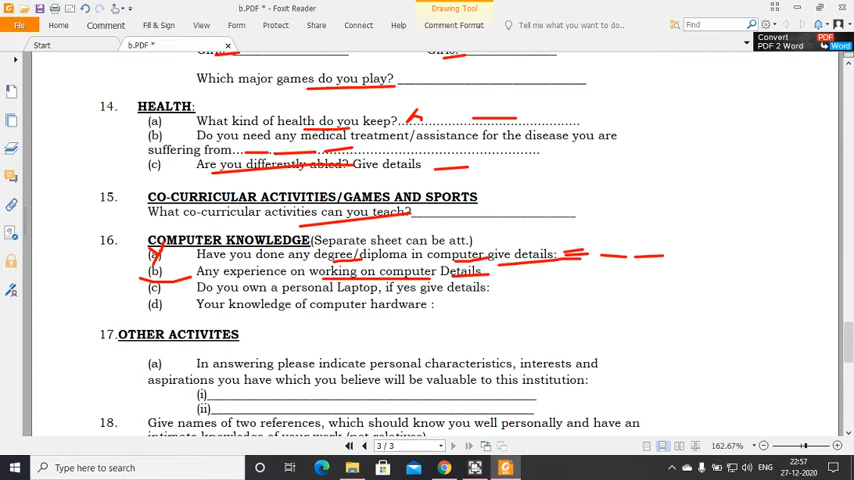 b.PDF * - Foxit Reader
Drawing Tool
File
Home
Comment
Fill & Sign
View
Form
Protect
Share
Connect
Help
Comment Format
Tell me what you want to do...
Find
Start
b.PDF *
Convert PDF
PDF 2 Word → Word
Which major games do you play?
14. HEALTH:
(a) What kind of health do you keep?
(b) Do you need any medical treatment/assistance for the disease you are
suffering from
(c) Are you differently abled? Give details
15. CO-CURRICULAR ACTIVITIES/GAMES AND SPORTS
What co-curricular activities can you teach?
16. COMPUTER KNOWLEDGE(Separate sheet can be att.)
(a) Have you done any degree/diploma in computer give details:
(b) Any experience on working on computer Details
(c) Do you own a personal Laptop, if yes give details:
(d) Your knowledge of computer hardware :
17.OTHER ACTIVITES
(a) In answering please indicate personal characteristics, interests and
aspirations you have which you believe will be valuable to this institution:
(i)
(ii)
18. Give names of two references, which should know you well personally and have an
intimate knowledge of your work (not relatives)
3 / 3
162.67%
Type here to search
ENG
22:57
27-12-2020